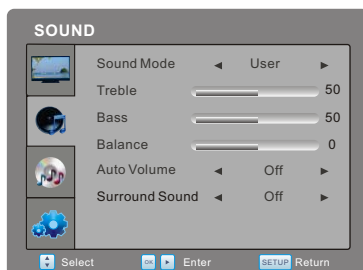 SOUND
Sound Mode ◄ User ►
Treble 50
Bass 50
Balance 0
Auto Volume ◄ Off ►
Surround Sound ◄ Off ►
Select OK Enter SETUP Return